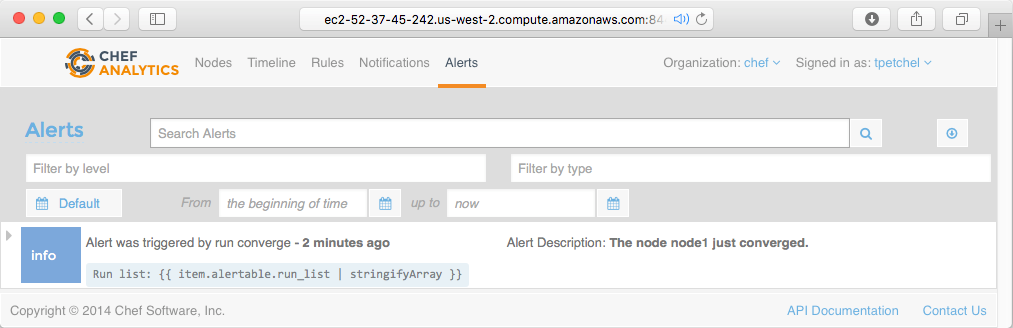 ec2-52-37-45-242.us-west-2.compute.amazonaws.com:84
CHEF ANALYTICS
Nodes Timeline Rules Notifications Alerts Organization: chef Signed in as: tpetchel
Alerts Search Alerts
Filter by level Filter by type
Default From the beginning of time up to now
info Alert was triggered by run converge - 2 minutes ago Alert Description: The node node1 just converged.
Run list: {{ item.alertable.run_list | stringifyArray }}
Copyright © 2014 Chef Software, Inc. API Documentation Contact Us